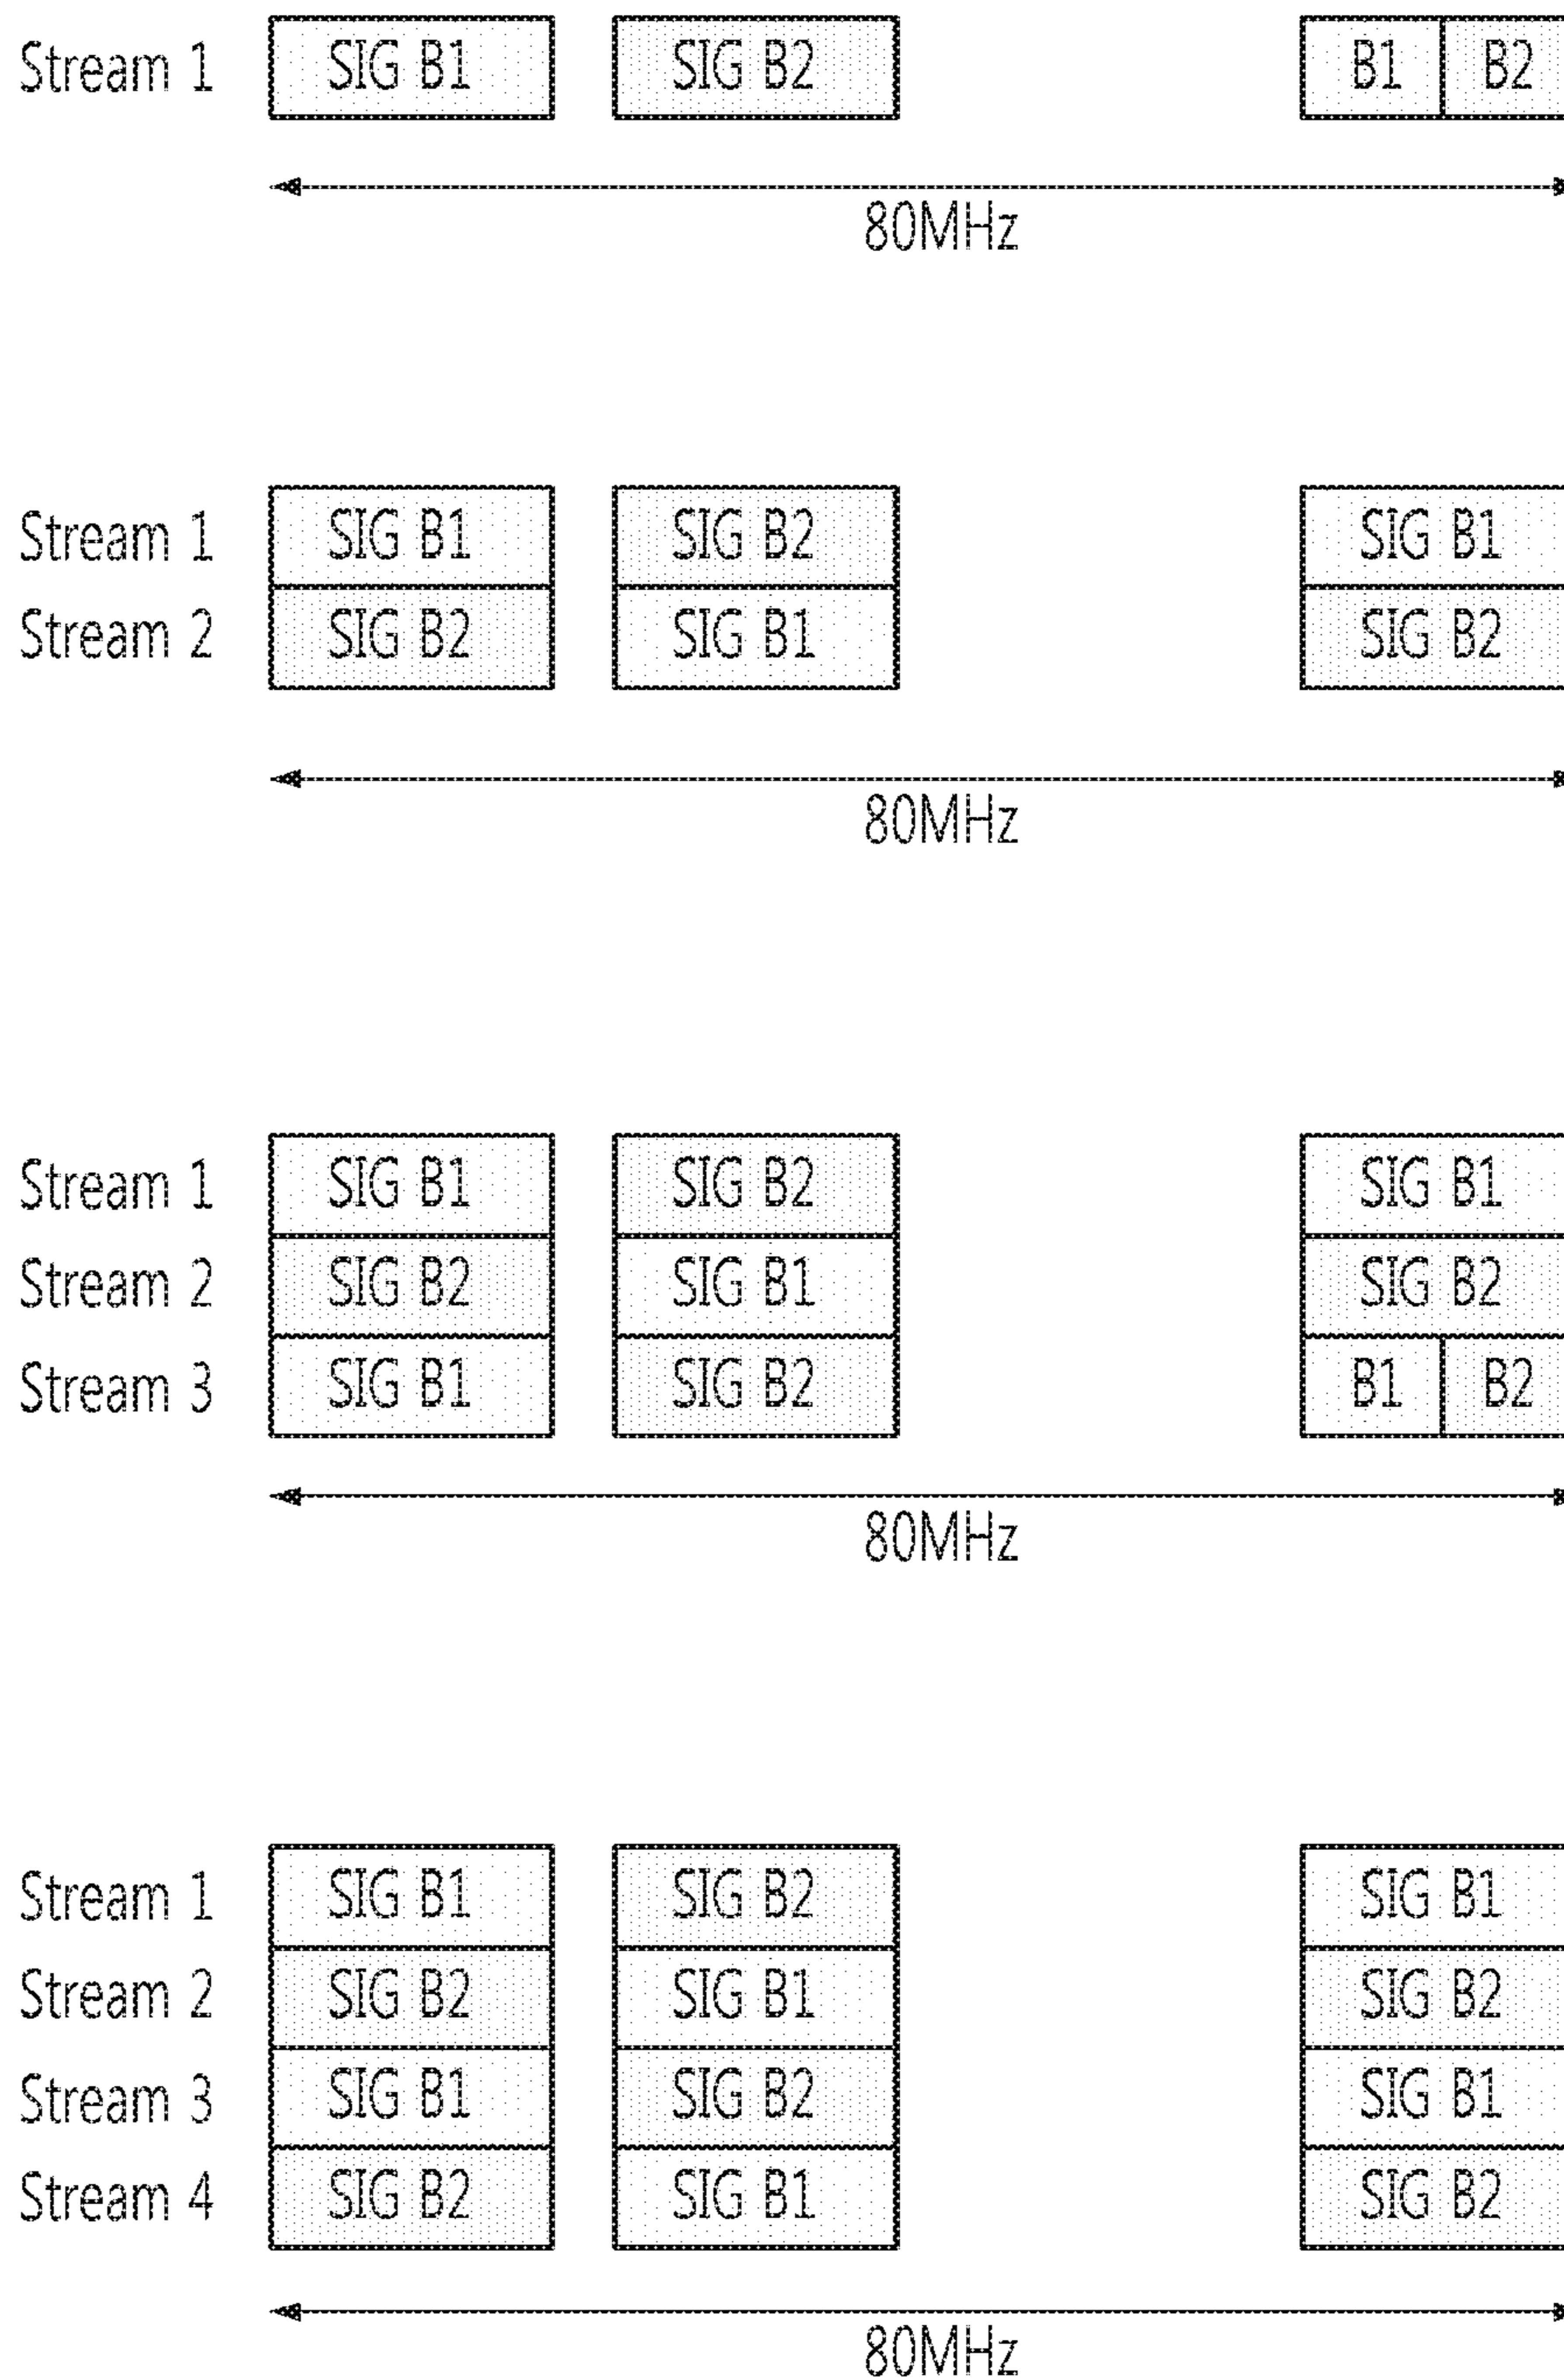 Stream 1 SIG B1 SIG B2 B1 B2
80MHz
Stream 1 SIG B1 SIG B2 SIG B1
Stream 2 SIG B2 SIG B1 SIG B2
80MHz
Stream 1 SIG B1 SIG B2 SIG B1
Stream 2 SIG B2 SIG B1 SIG B2
Stream 3 SIG B1 SIG B2 B1 B2
80MHz
Stream 1 SIG B1 SIG B2 SIG B1
Stream 2 SIG B2 SIG B1 SIG B2
Stream 3 SIG B1 SIG B2 SIG B1
Stream 4 SIG B2 SIG B1 SIG B2
80MHz